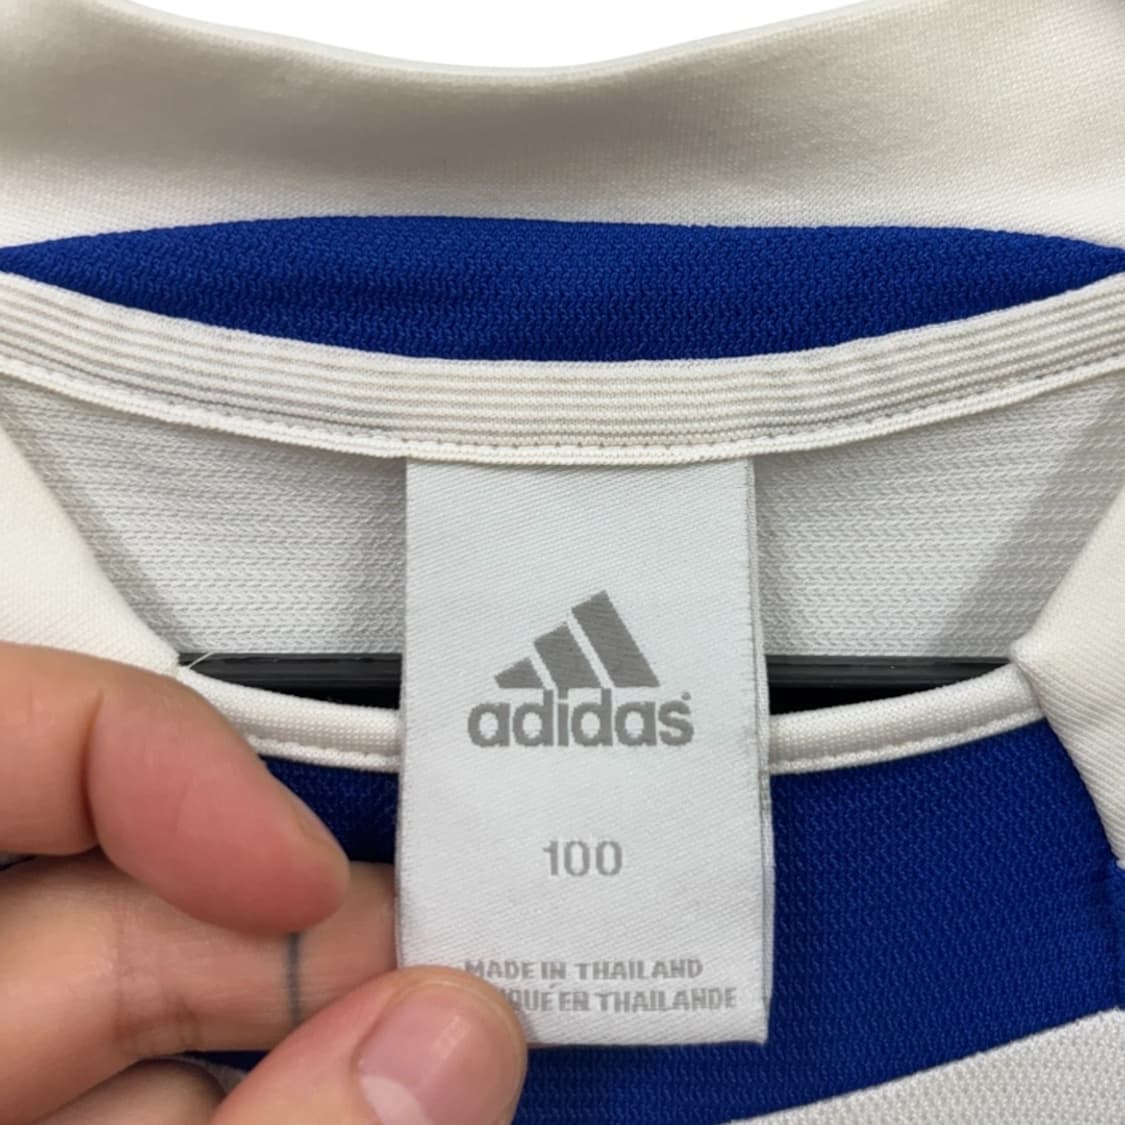 adidas
100
MADE IN THAILAND
EN THAILANDE